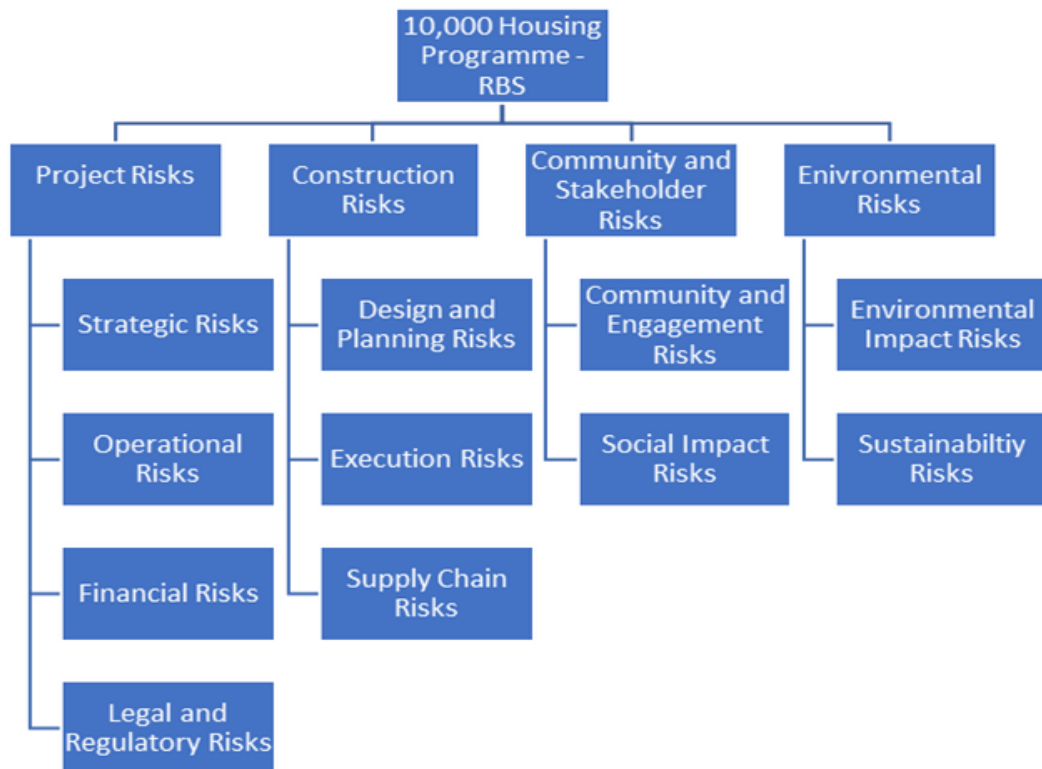 10,000 Housing
Programme -
RBS
Project Risks
Construction
Risks
Community and
Stakeholder
Risks
Enivronmental
Risks
Strategic Risks
Design and
Planning Risks
Community and
Engagement
Risks
Environmental
Impact Risks
Operational
Risks
Execution Risks
Social Impact
Risks
Sustainabiltiy
Risks
Financial Risks
Supply Chain
Risks
Legal and
Regulatory Risks